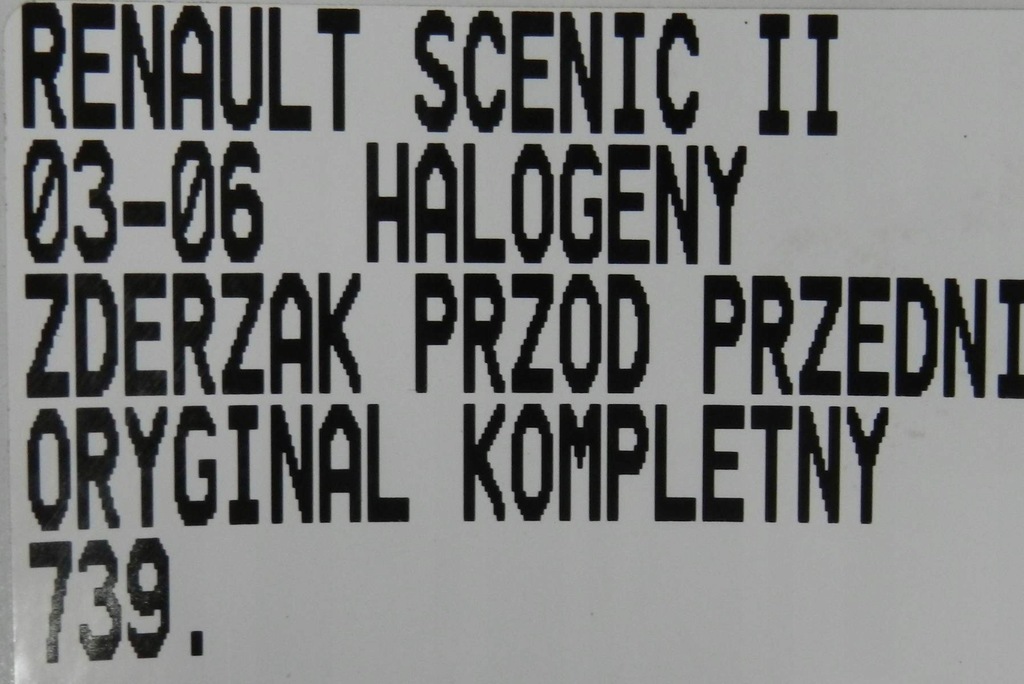 RENAULT SCENIC II
03-06 HALOGENY
ZDERZAK PRZOD PRZEDNI
ORYGINAL KOMPLETNY
739.